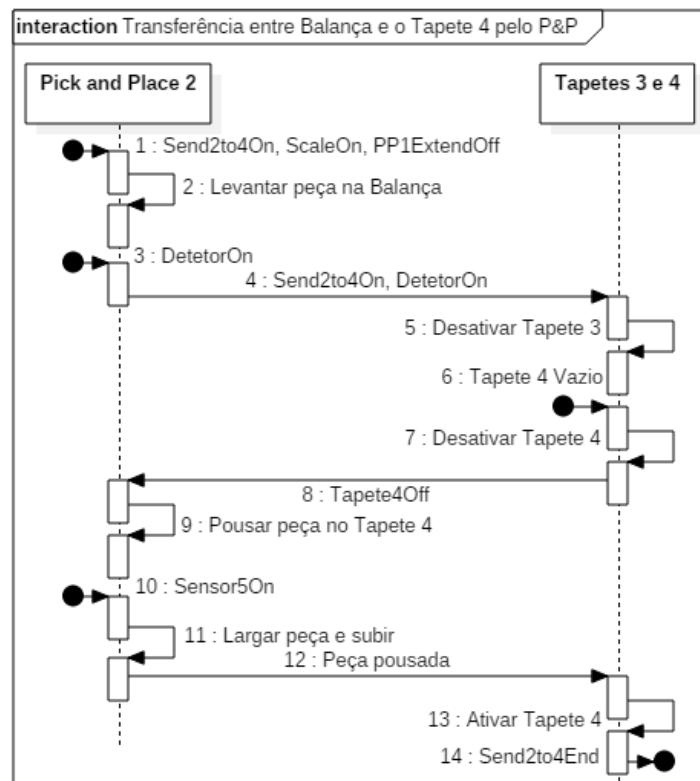 interaction Transferência entre Balança e o Tapete 4 pelo P&P
Pick and Place 2
Tapetes 3 e 4
1 : Send2to4On, ScaleOn, PP1ExtendOff
2 : Levantar peça na Balança
3 : DetetorOn
4 : Send2to4On, DetetorOn
5 : Desativar Tapete 3
6 : Tapete 4 Vazio
7 : Desativar Tapete 4
8 : Tapete4Off
9 : Pousar peça no Tapete 4
10 : Sensor5On
11 : Largar peça e subir
12 : Peça pousada
13 : Ativar Tapete 4
14 : Send2to4End